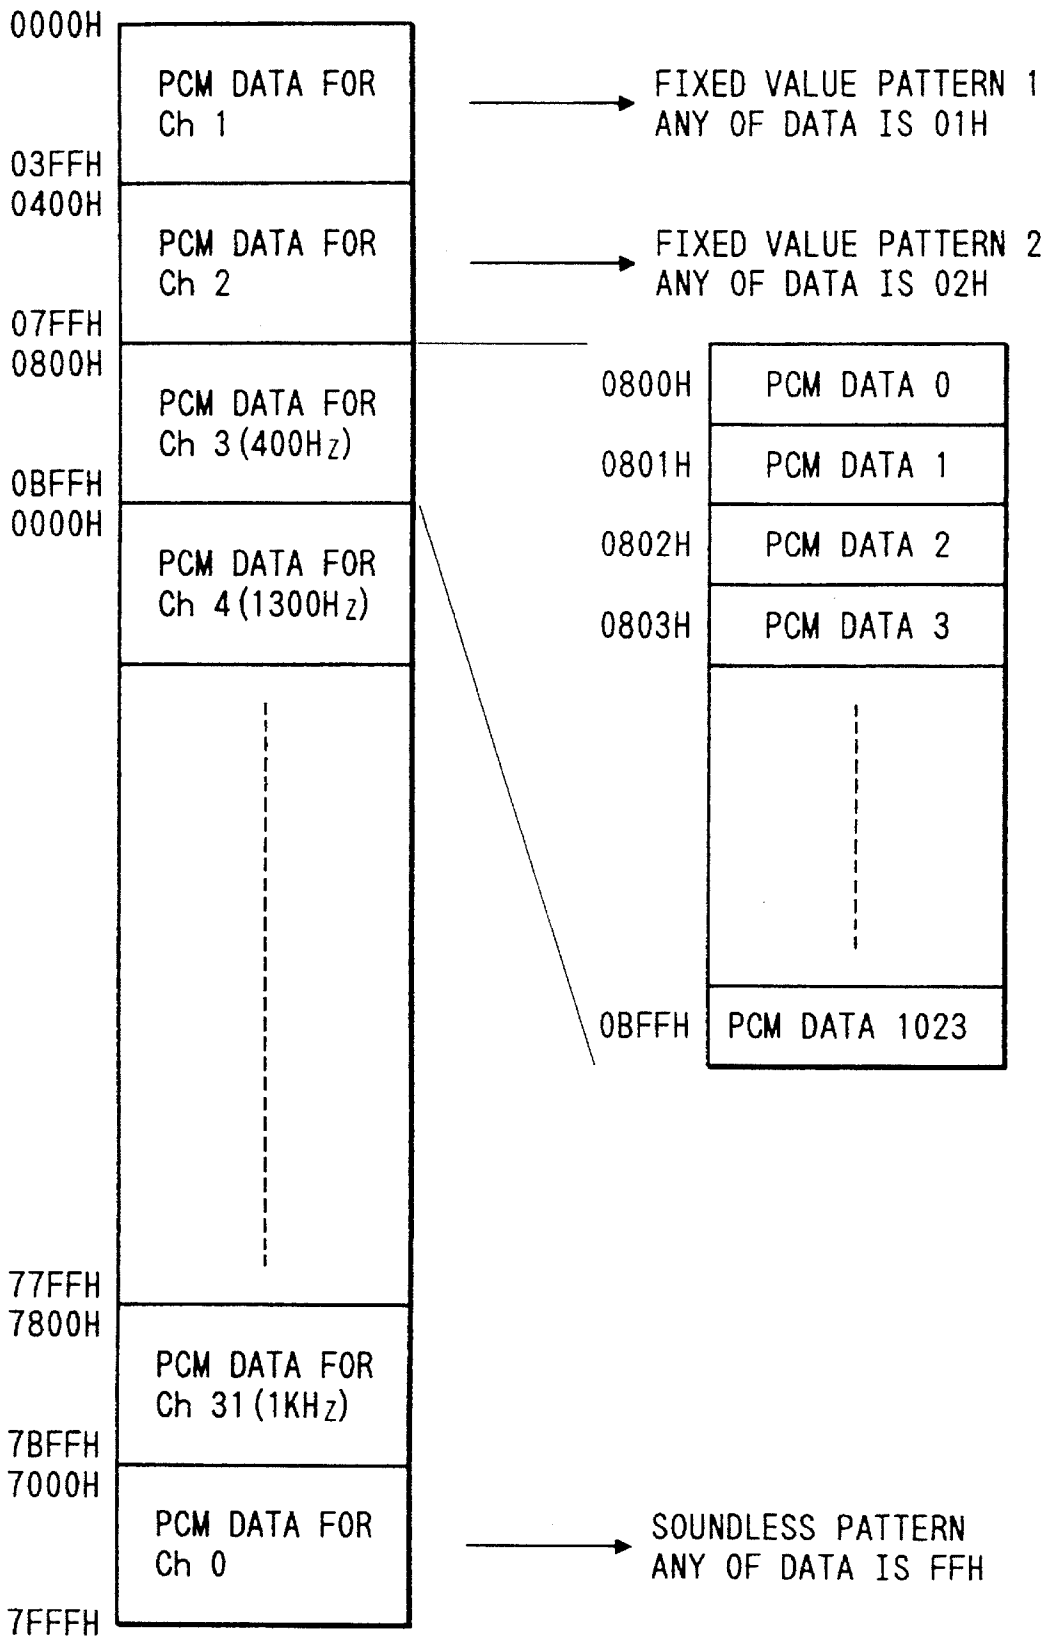 0000H
PCM DATA FOR
Ch 1
03FFH
FIXED VALUE PATTERN 1
ANY OF DATA IS 01H
0400H
PCM DATA FOR
Ch 2
07FFH
FIXED VALUE PATTERN 2
ANY OF DATA IS 02H
0800H
PCM DATA FOR
Ch 3(400Hz)
0BFFH
0000H
PCM DATA FOR
Ch 4(1300Hz)
0800H PCM DATA 0
0801H PCM DATA 1
0802H PCM DATA 2
0803H PCM DATA 3
0BFFH PCM DATA 1023
77FFH
7800H
PCM DATA FOR
Ch 31(1KHz)
7BFFH
7000H
PCM DATA FOR
Ch 0
7FFFH
SOUNDLESS PATTERN
ANY OF DATA IS FFH